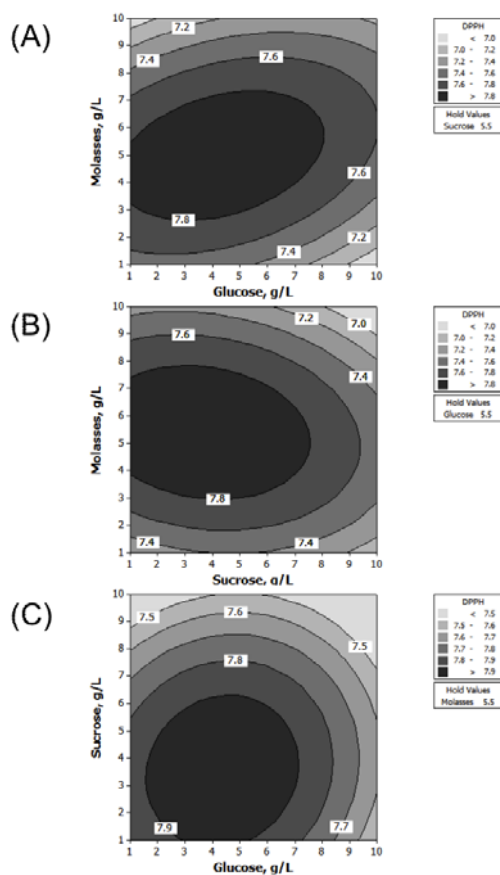 (A)
10
9
8
7
6
5
4
3
2
1
Molasses, g/L
7.2
7.4
7.6
7.6
7.8
7.4
7.2
1 2 3 4 5 6 7 8 9 10
Glucose, g/L
DPPH
< 7.0
7.0 - 7.2
7.2 - 7.4
7.4 - 7.6
7.6 - 7.8
> 7.8
Hold Values
Sucrose 5.5
(B)
10
9
8
7
6
5
4
3
2
1
Molasses, g/L
7.2
7.0
7.6
7.4
7.8
7.4
7.4
1 2 3 4 5 6 7 8 9 10
Sucrose, g/L
DPPH
< 7.0
7.0 - 7.2
7.2 - 7.4
7.4 - 7.6
7.6 - 7.8
> 7.8
Hold Values
Glucose 5.5
(C)
10
9
8
7
6
5
4
3
2
1
Sucrose, g/L
7.5
7.6
7.5
7.8
7.9
7.7
1 2 3 4 5 6 7 8 9 10
Glucose, g/L
DPPH
< 7.5
7.5 - 7.6
7.6 - 7.7
7.7 - 7.8
7.8 - 7.9
> 7.9
Hold Values
Molasses 5.5